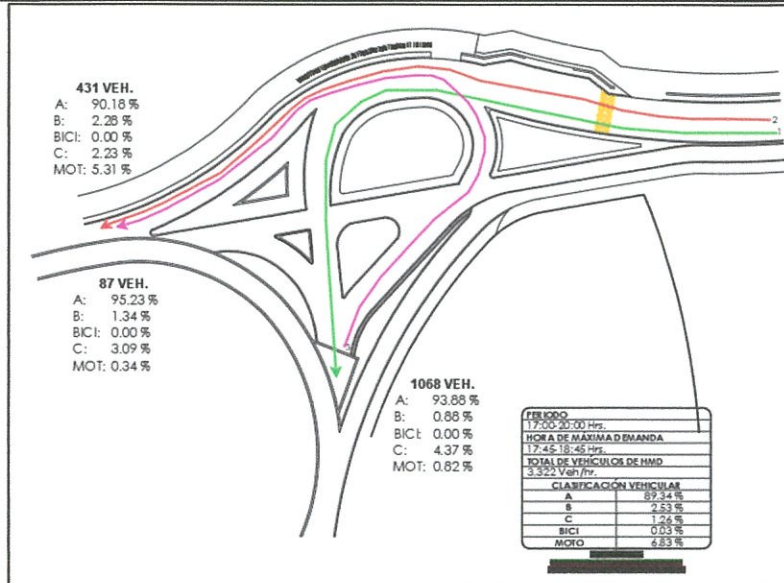 431 VEH.
A: 90.18 %
B: 2.28 %
BICI: 0.00 %
C: 2.23 %
MOT: 5.31 %
2
1
87 VEH.
A: 95.23 %
B: 1.34 %
BICI: 0.00 %
C: 3.09 %
MOT: 0.34 %
3
1068 VEH.
A: 93.88 %
B: 0.88 %
BICI: 0.00 %
C: 4.37 %
MOT: 0.82 %
PERIODO
17:00-20:00 Hrs.
HORA DE MÁXIMA DEMANDA
17:45-18:45 Hrs.
TOTAL DE VEHÍCULOS DE HMD
3,322 Veh/hr.
CLASIFICACIÓN VEHICULAR
A 89.34 %
B 2.53 %
C 1.26 %
BICI 0.03 %
MOTO 6.83 %